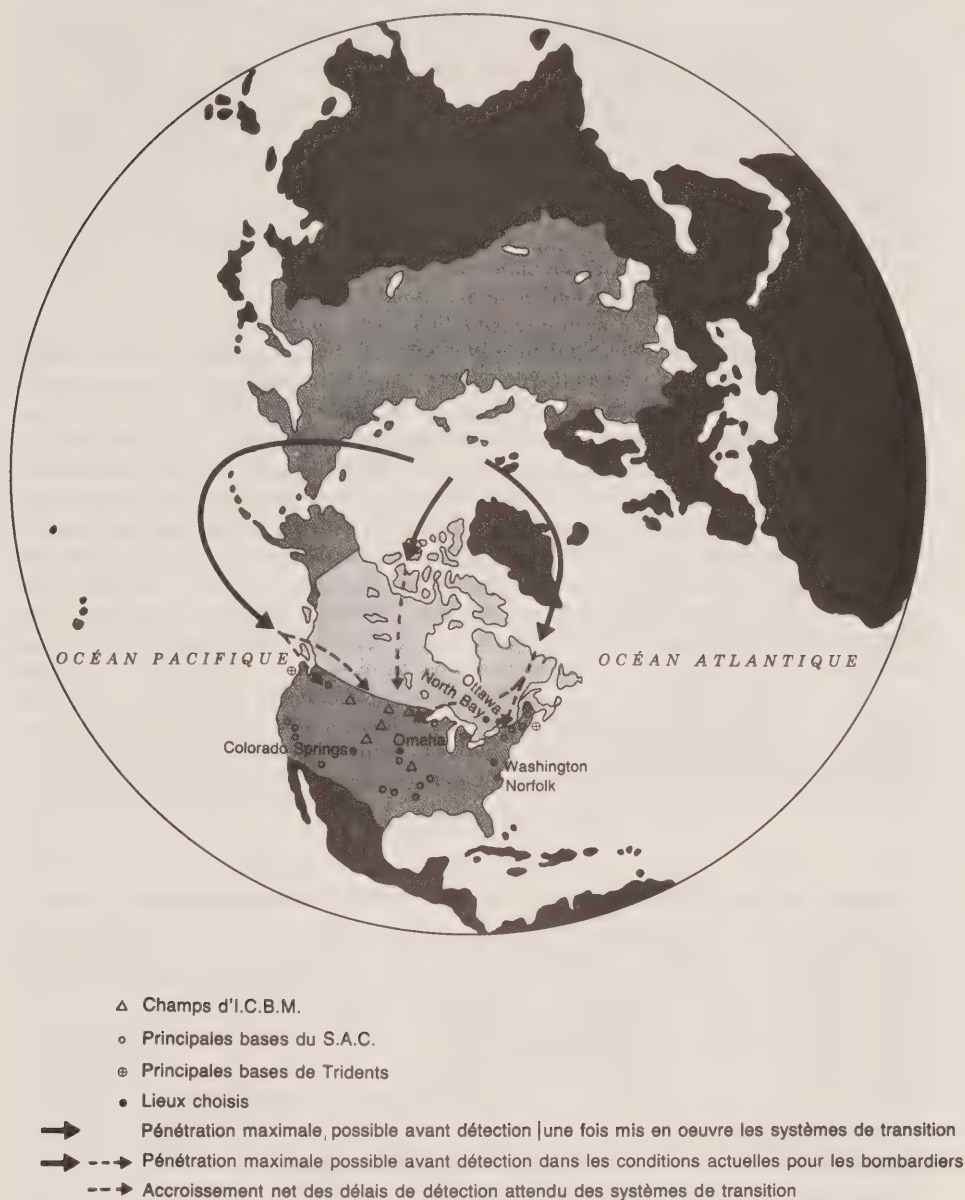 OCÉAN PACIFIQUE
OCÉAN ATLANTIQUE
Ottawa
North Bay
Colorado Springs
Omaha
Washington
Norfolk
Champs d'I.C.B.M.
Principales bases du S.A.C.
Principales bases de Tridents
Lieux choisis
Pénétration maximale possible avant détection une fois mis en oeuvre les systèmes de transition
Pénétration maximale possible avant détection dans les conditions actuelles pour les bombardiers
Accroissement net des délais de détection attendu des systèmes de transition